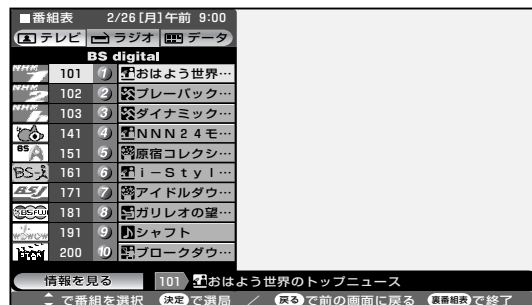 ■番組表 2/26[月]午前 9:00
テレビ ラジオ データ
BS digital
101 1 おはよう世界…
102 2 プレーバック…
103 3 ダイナミック…
141 4 NNN24モ…
BS 151 5 原宿コレクシ…
BS-i 161 6 i-Styl…
BSJ 171 7 アイドルダウ…
BSFUJI 181 8 ガリレオの望…
WOWOW 191 9 シャフト
200 10 ブロークダウ…
情報を見る 101 おはよう世界のトップニュース
で番組を選択 決定で選局 / 戻るで前の画面に戻る 裏番組表で終了